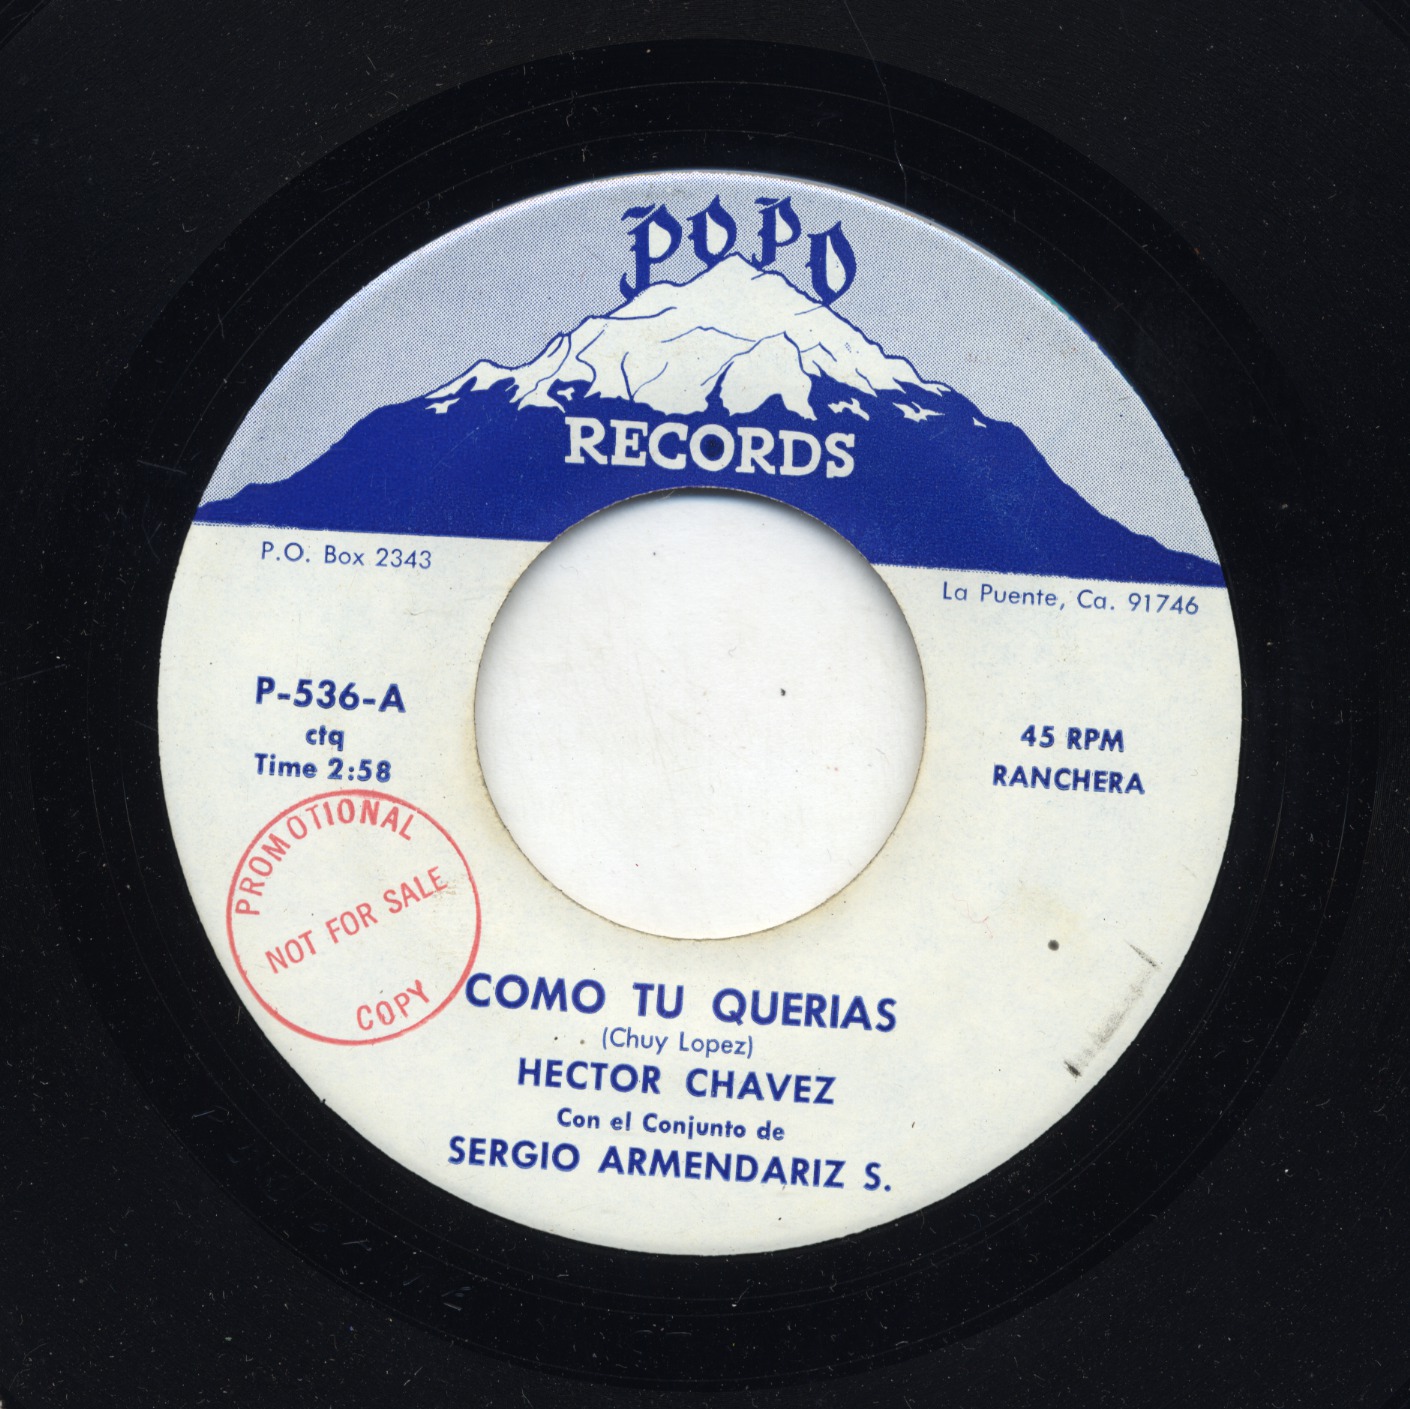 POPO
RECORDS
P.O. Box 2343
La Puente, Ca. 91746
P-536-A
ctq
Time 2:58
45 RPM
RANCHERA
PROMOTIONAL
NOT FOR SALE
COPY
COMO TU QUERIAS
(Chuy Lopez)
HECTOR CHAVEZ
Con el Conjunto de
SERGIO ARMENDARIZ S.